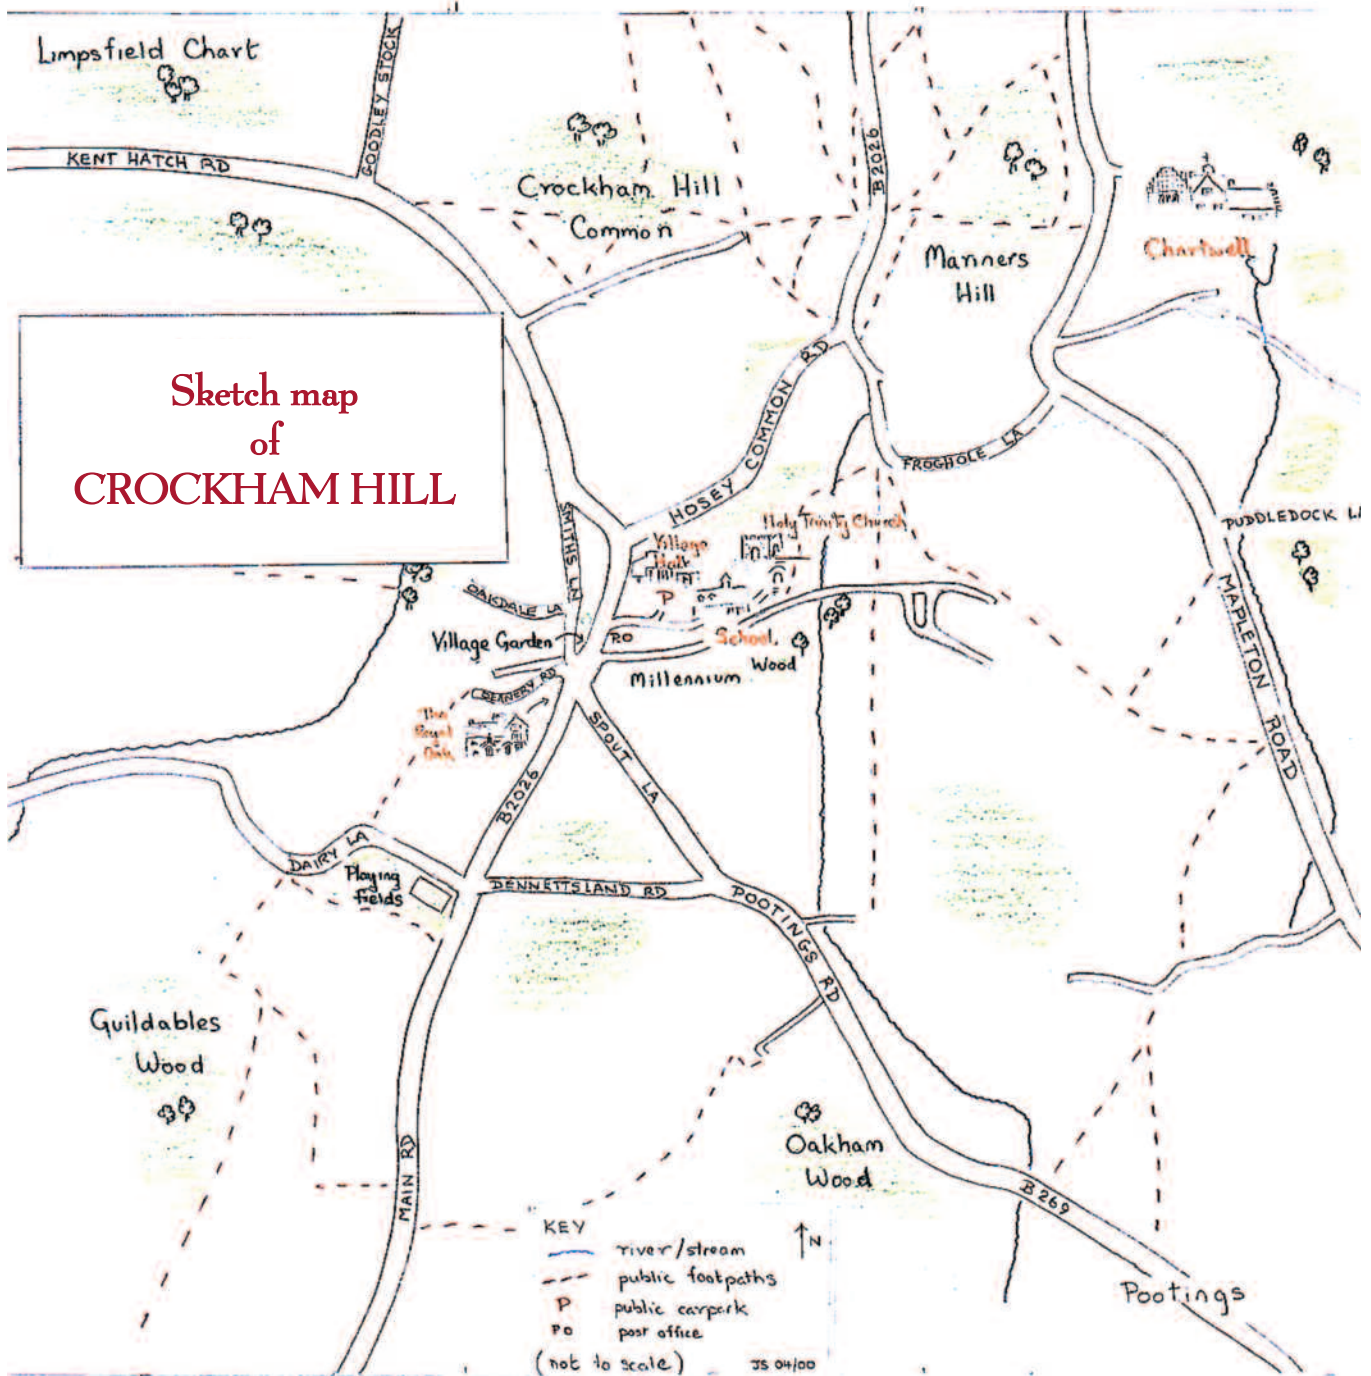 Limpsfield Chart
GOODLEY STOCK
KENT HATCH RD
Crockham Hill
Common
B2026
Manners
Hill
Chartwell
Sketch map
of
CROCKHAM HILL
HOSEY COMMON RD
FROGHOLE LA
SMITHS LN
Village
Hall
Holy Trinity Church
PUDDLEDOCK LA
MAPLETON ROAD
OAKDALE LA
P
Village Garden
PO
School
Millennium
Wood
DEANERY RD
The
Royal
Oak
SPOUT LA
B2026
DAIRY LA
Playing
fields
DENNETTSLAND RD
POOTINGS RD
Guildables
Wood
MAIN RD
Oakham
Wood
B269
Pootings
KEY
river/stream
N
public footpaths
P public carpark
PO post office
(not to scale)
JS 04/00